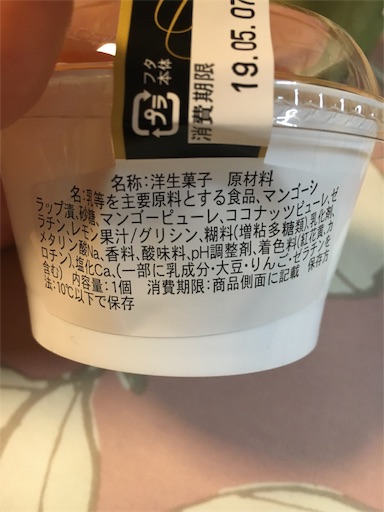 フタ
本体
プラ
消費期限
19.05.07
名称:洋生菓子 原材料
名:乳等を主要原料とする食品、マンゴーシ
ラップ漬、砂糖、マンゴーピューレ、ココナッツピューレ、ゼ
ラチン、レモン果汁/グリシン、糊料(増粘多糖類)、乳化剤、
メタリン酸Na、香料、酸味料、pH調整剤、着色料(紅花黄、カ
ロチン)、塩化Ca、(一部に乳成分・大豆・りんご・ゼラチンを
含む) 内容量:1個 消費期限:商品側面に記載 保存方
法:10℃以下で保存